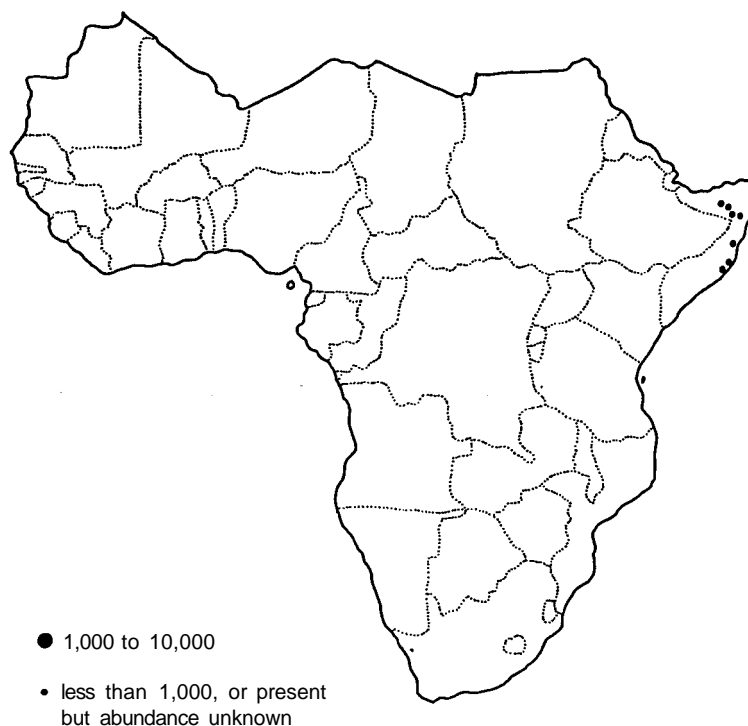 1,000 to 10,000
less than 1,000, or present
but abundance unknown